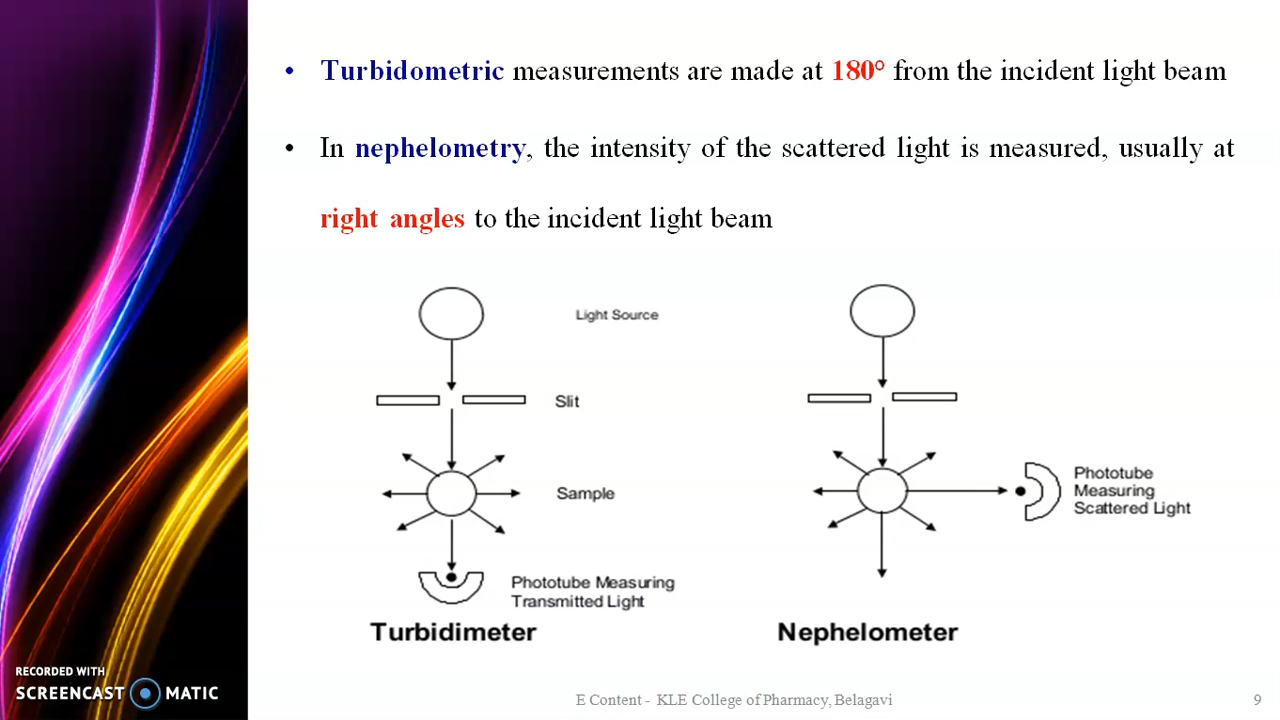 • Turbidometric measurements are made at 180° from the incident light beam
• In nephelometry, the intensity of the scattered light is measured, usually at
right angles to the incident light beam
Light Source
Slit
Sample
Phototube Measuring
Transmitted Light
Turbidimeter
Phototube
Measuring
Scattered Light
Nephelometer
RECORDED WITH
SCREENCAST MATIC
E Content - KLE College of Pharmacy, Belagavi
9